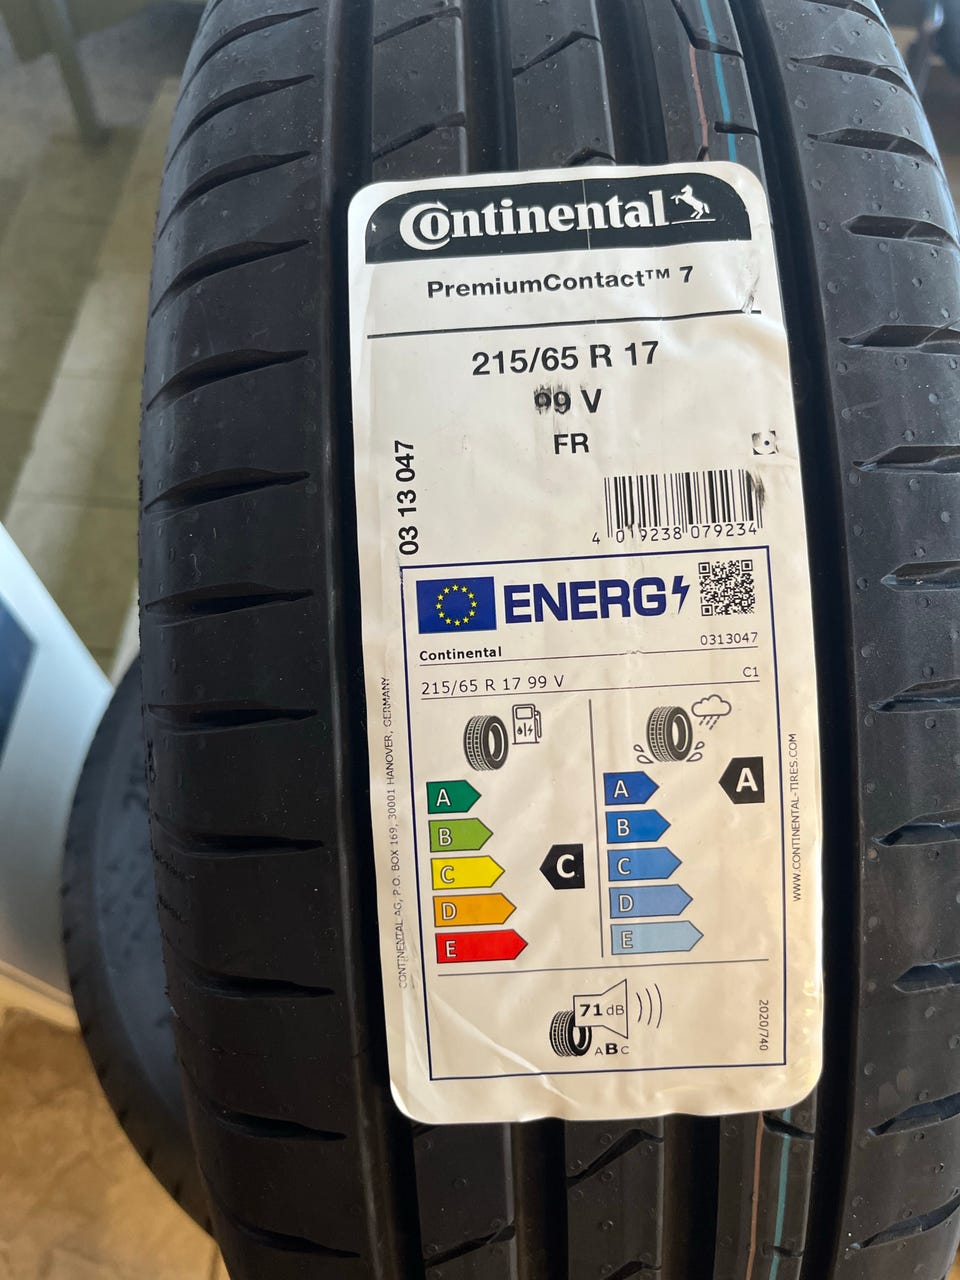 Continental
PremiumContact™ 7
215/65 R 17
99 V
FR
03 13 047
4 019238 079234
ENERG
Continental
0313047
215/65 R 17 99 V
C1
A
B
C
D
E
C
A
B
C
D
E
A
71 dB
ABC
2020/740
CONTINENTAL AG, P.O. BOX 169, 30001 HANOVER, GERMANY
WWW.CONTINENTAL-TIRES.COM